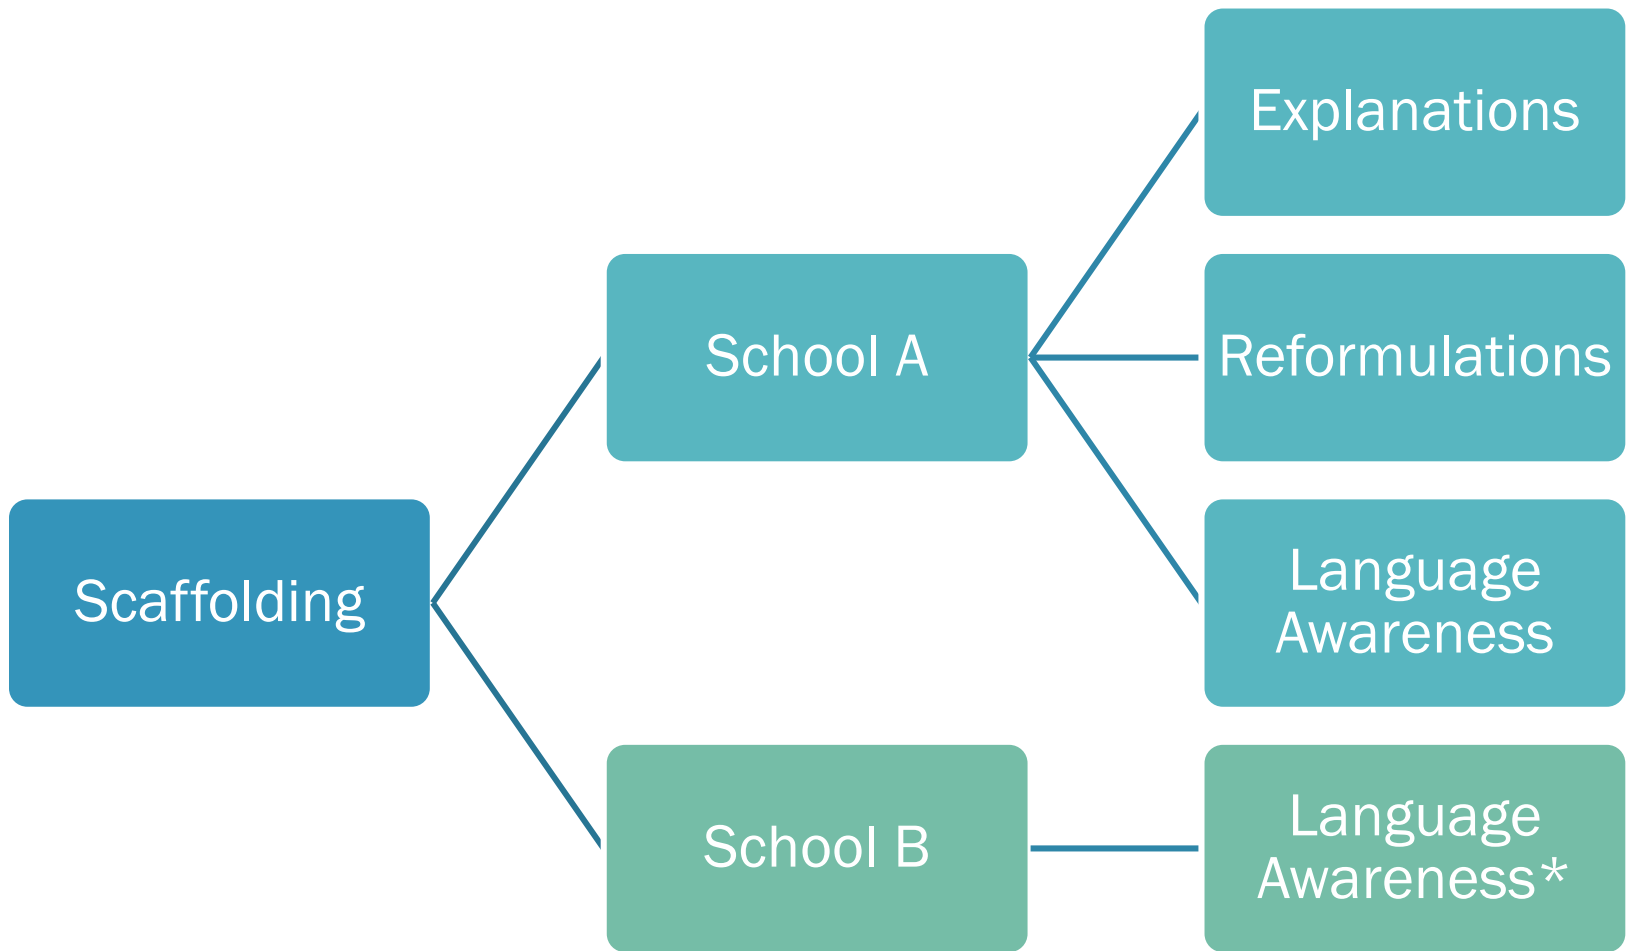 Scaffolding
School A
Explanations
Reformulations
Language
Awareness
School B
Language
Awareness*